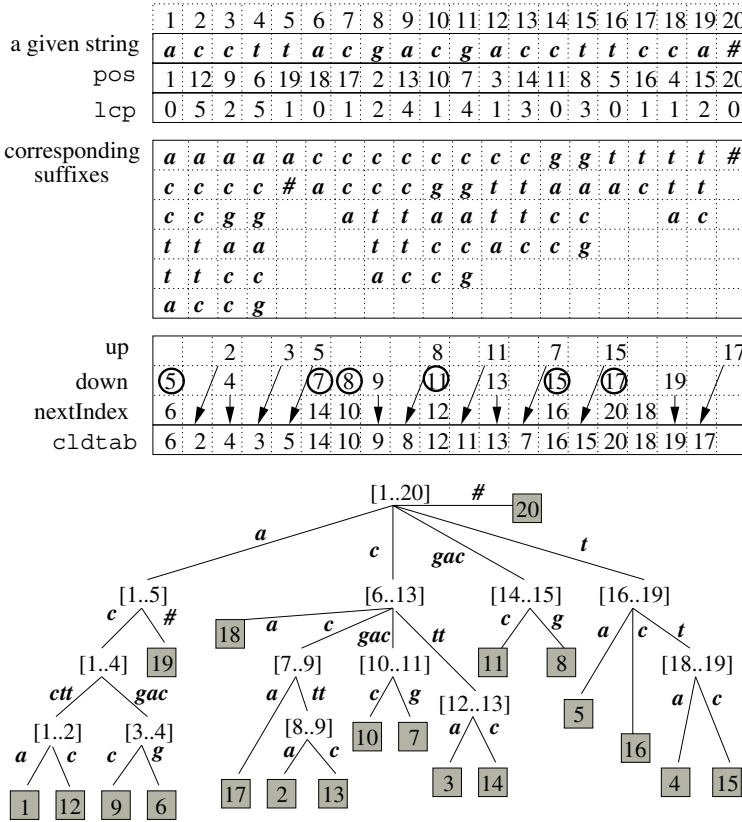 1 2 3 4 5 6 7 8 9 10 11 12 13 14 15 16 17 18 19 20
a given string a c c t t a c g a c g a c c t t c c a #
pos 1 12 9 6 19 18 17 2 13 10 7 3 14 11 8 5 16 4 15 20
lcp 0 5 2 5 1 0 1 2 4 1 4 1 3 0 3 0 1 1 2 0
corresponding
suffixes
a a a a a c c c c c c c c g g t t t t #
c c c c # a c c c g g t t a a a c t t
c c g g a t t a a t t c c a c
t t a a t t c c a c c g
t t c c a c c g
a c c g
up 2 3 5 8 11 7 15 17
down 5 4 7 8 9 11 13 15 17 19
nextIndex 6 14 10 12 16 20 18
cldtab 6 2 4 3 5 14 10 9 8 12 11 13 7 16 15 20 18 19 17
[1..20] #
20
a c gac t
[1..5] [6..13] [14..15] [16..19]
c # a c gac tt c g a c t
18
[1..4] 19 [7..9] [10..11] 11 8 [18..19]
ctt gac a tt c g [12..13] a c
5
[1..2] [3..4] [8..9] 10 7 a c 16
a c c g a c
1 12 9 6 17 2 13 3 14 4 15